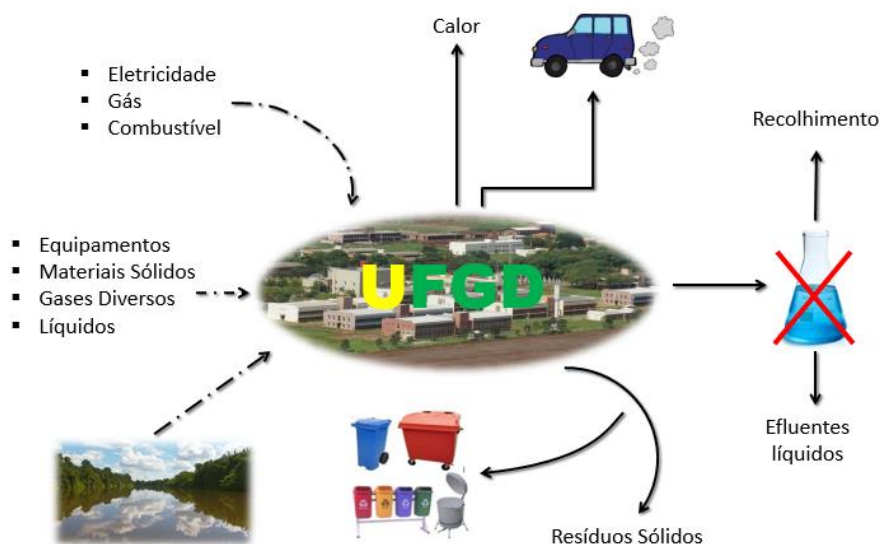 Calor
Eletricidade
Gás
Combustível
Recolhimento
Equipamentos
Materiais Sólidos
Gases Diversos
Líquidos
UFGD
Efluentes
líquidos
Resíduos Sólidos